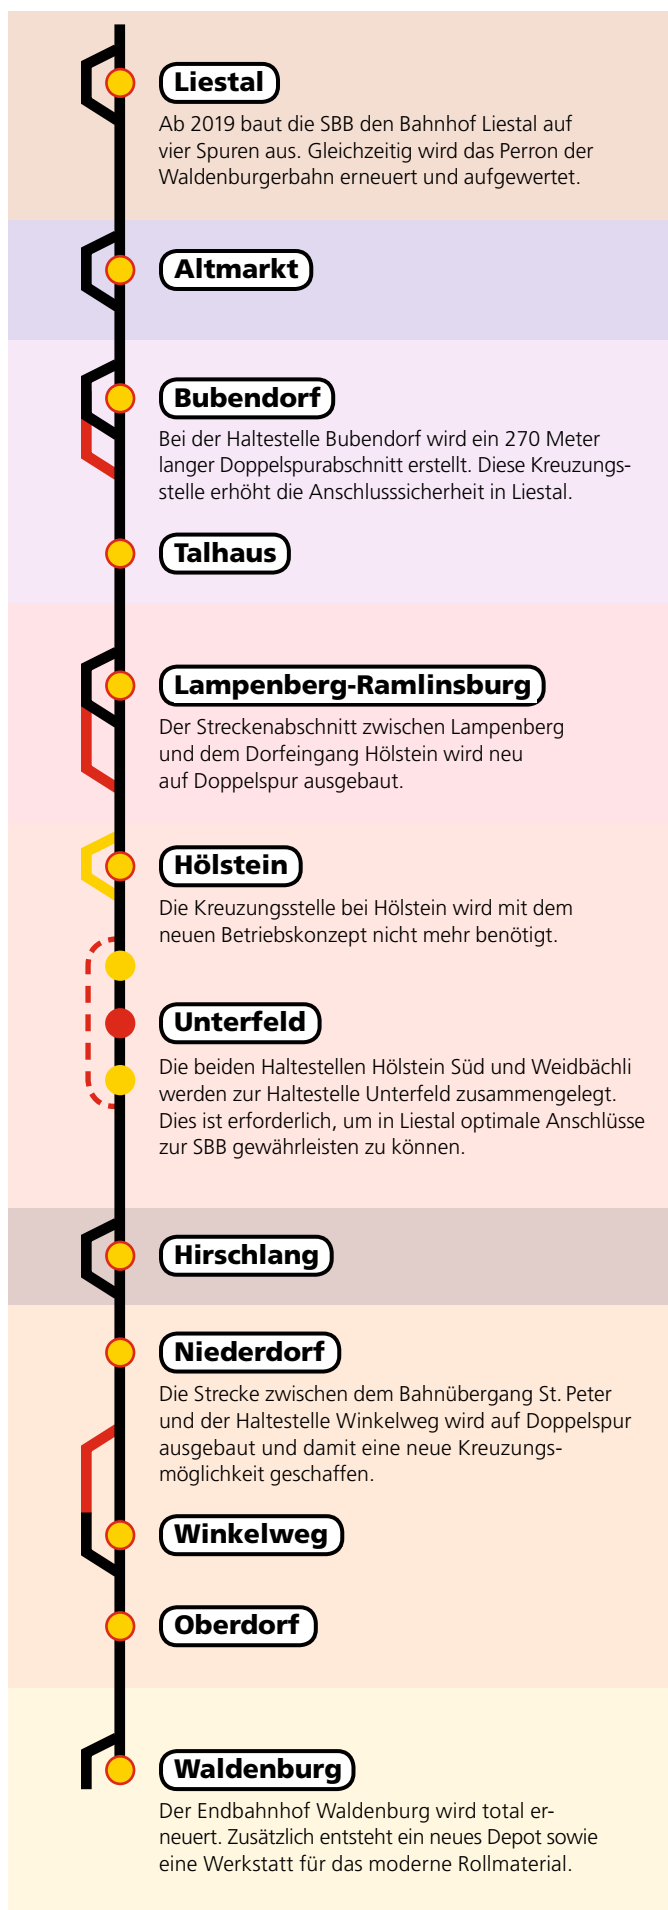 Liestal
Ab 2019 baut die SBB den Bahnhof Liestal auf
vier Spuren aus. Gleichzeitig wird das Perron der
Waldenburgerbahn erneuert und aufgewertet.
Altmarkt
Bubendorf
Bei der Haltestelle Bubendorf wird ein 270 Meter
langer Doppelspurabschnitt erstellt. Diese Kreuzungs-
stelle erhöht die Anschlusssicherheit in Liestal.
Talhaus
Lampenberg-Ramlinsburg
Der Streckenabschnitt zwischen Lampenberg
und dem Dorfeingang Hölstein wird neu
auf Doppelspur ausgebaut.
Hölstein
Die Kreuzungsstelle bei Hölstein wird mit dem
neuen Betriebskonzept nicht mehr benötigt.
Unterfeld
Die beiden Haltestellen Hölstein Süd und Weidbächli
werden zur Haltestelle Unterfeld zusammengelegt.
Dies ist erforderlich, um in Liestal optimale Anschlüsse
zur SBB gewährleisten zu können.
Hirschlang
Niederdorf
Die Strecke zwischen dem Bahnübergang St. Peter
und der Haltestelle Winkelweg wird auf Doppelspur
ausgebaut und damit eine neue Kreuzungs-
möglichkeit geschaffen.
Winkelweg
Oberdorf
Waldenburg
Der Endbahnhof Waldenburg wird total er-
neuert. Zusätzlich entsteht ein neues Depot sowie
eine Werkstatt für das moderne Rollmaterial.